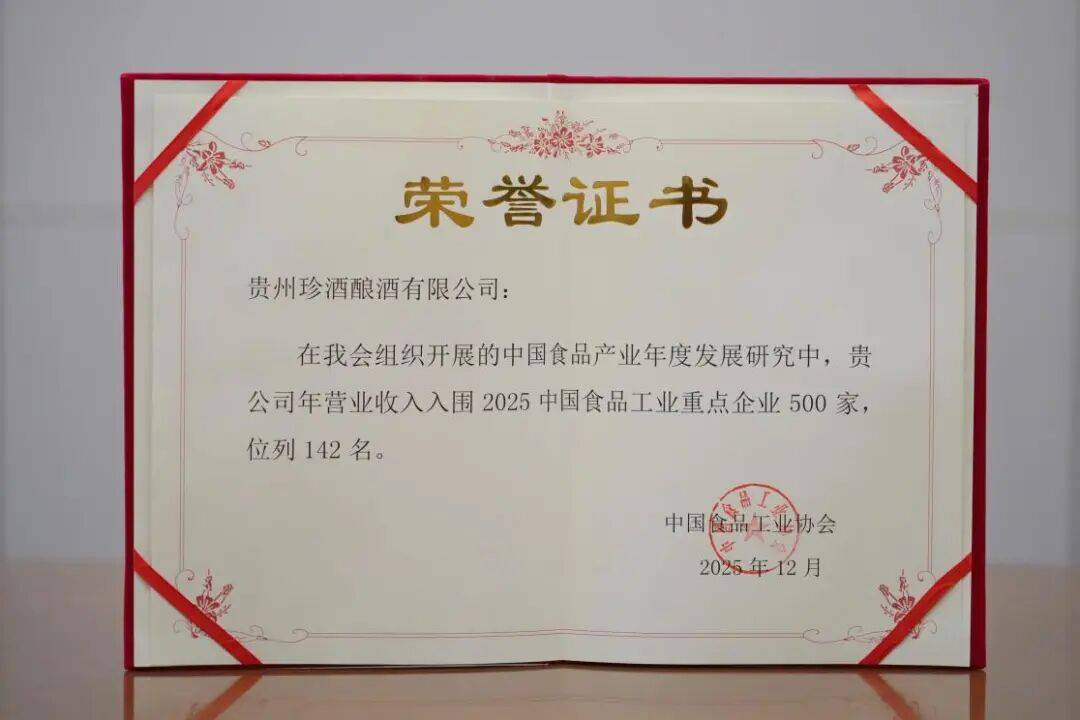 荣誉证书
贵州珍酒酿酒有限公司：
在我会组织开展的中国食品产业年度发展研究中，贵
公司年营业收入入围 2025 中国食品工业重点企业 500 家，
位列 142 名。
中国食品工业协会
2025 年 12 月